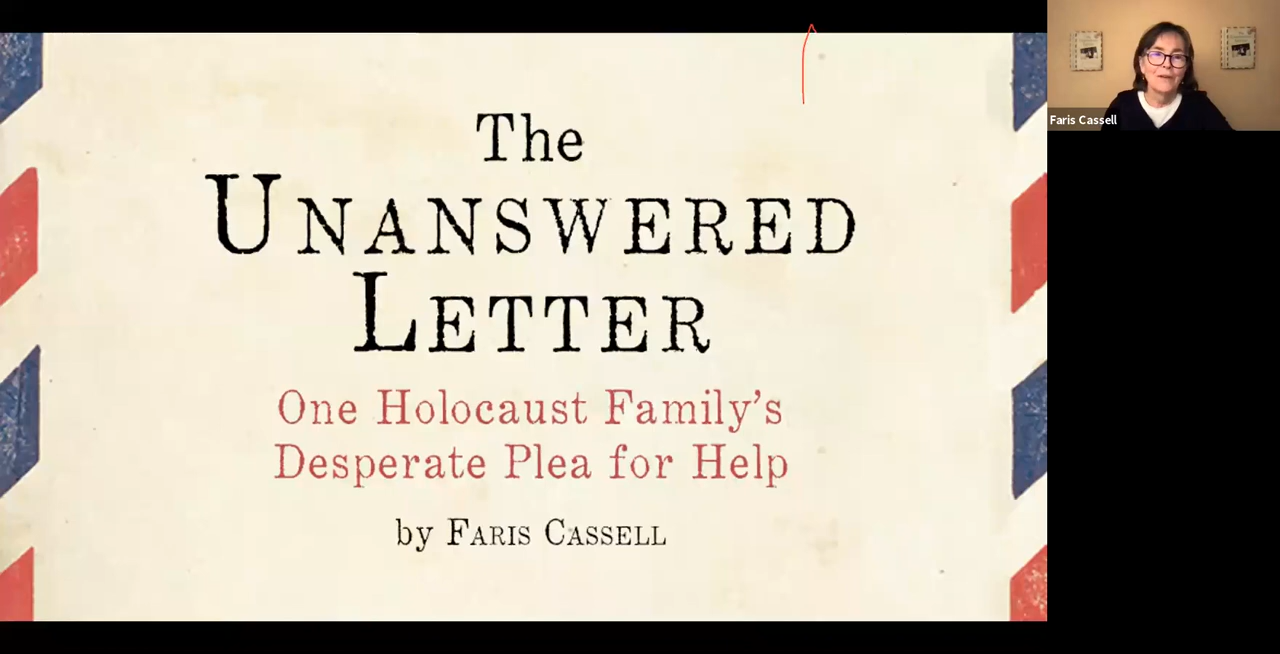 The
UNANSWERED
LETTER
One Holocaust Family's
Desperate Plea for Help
by FARIS CASSELL
Faris Cassell